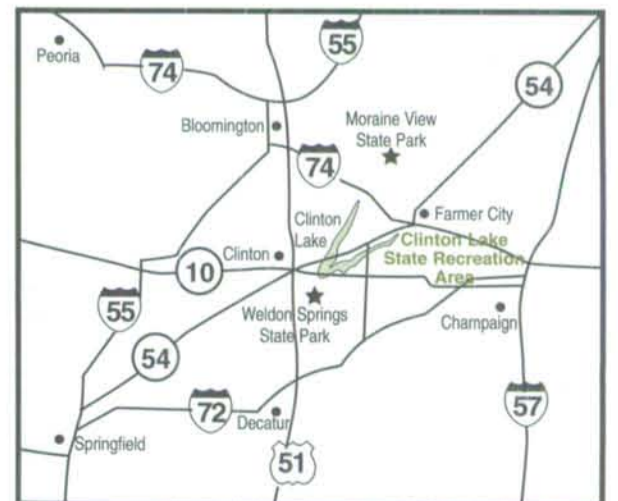 55
Peoria
74
54
Bloomington
Moraine View
State Park
74
Farmer City
Clinton
Lake
Clinton Lake
State Recreation
Area
Clinton
10
55
Weldon Springs
State Park
Champaign
54
72
57
Decatur
Springfield
51